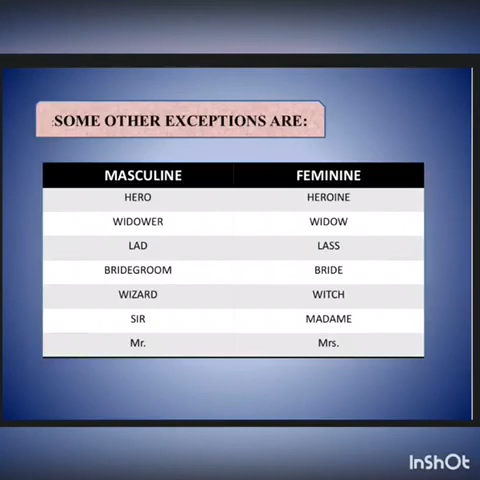 SOME OTHER EXCEPTIONS ARE:
MASCULINE FEMININE
HERO HEROINE
WIDOWER WIDOW
LAD LASS
BRIDEGROOM BRIDE
WIZARD WITCH
SIR MADAME
Mr. Mrs.
InShOt